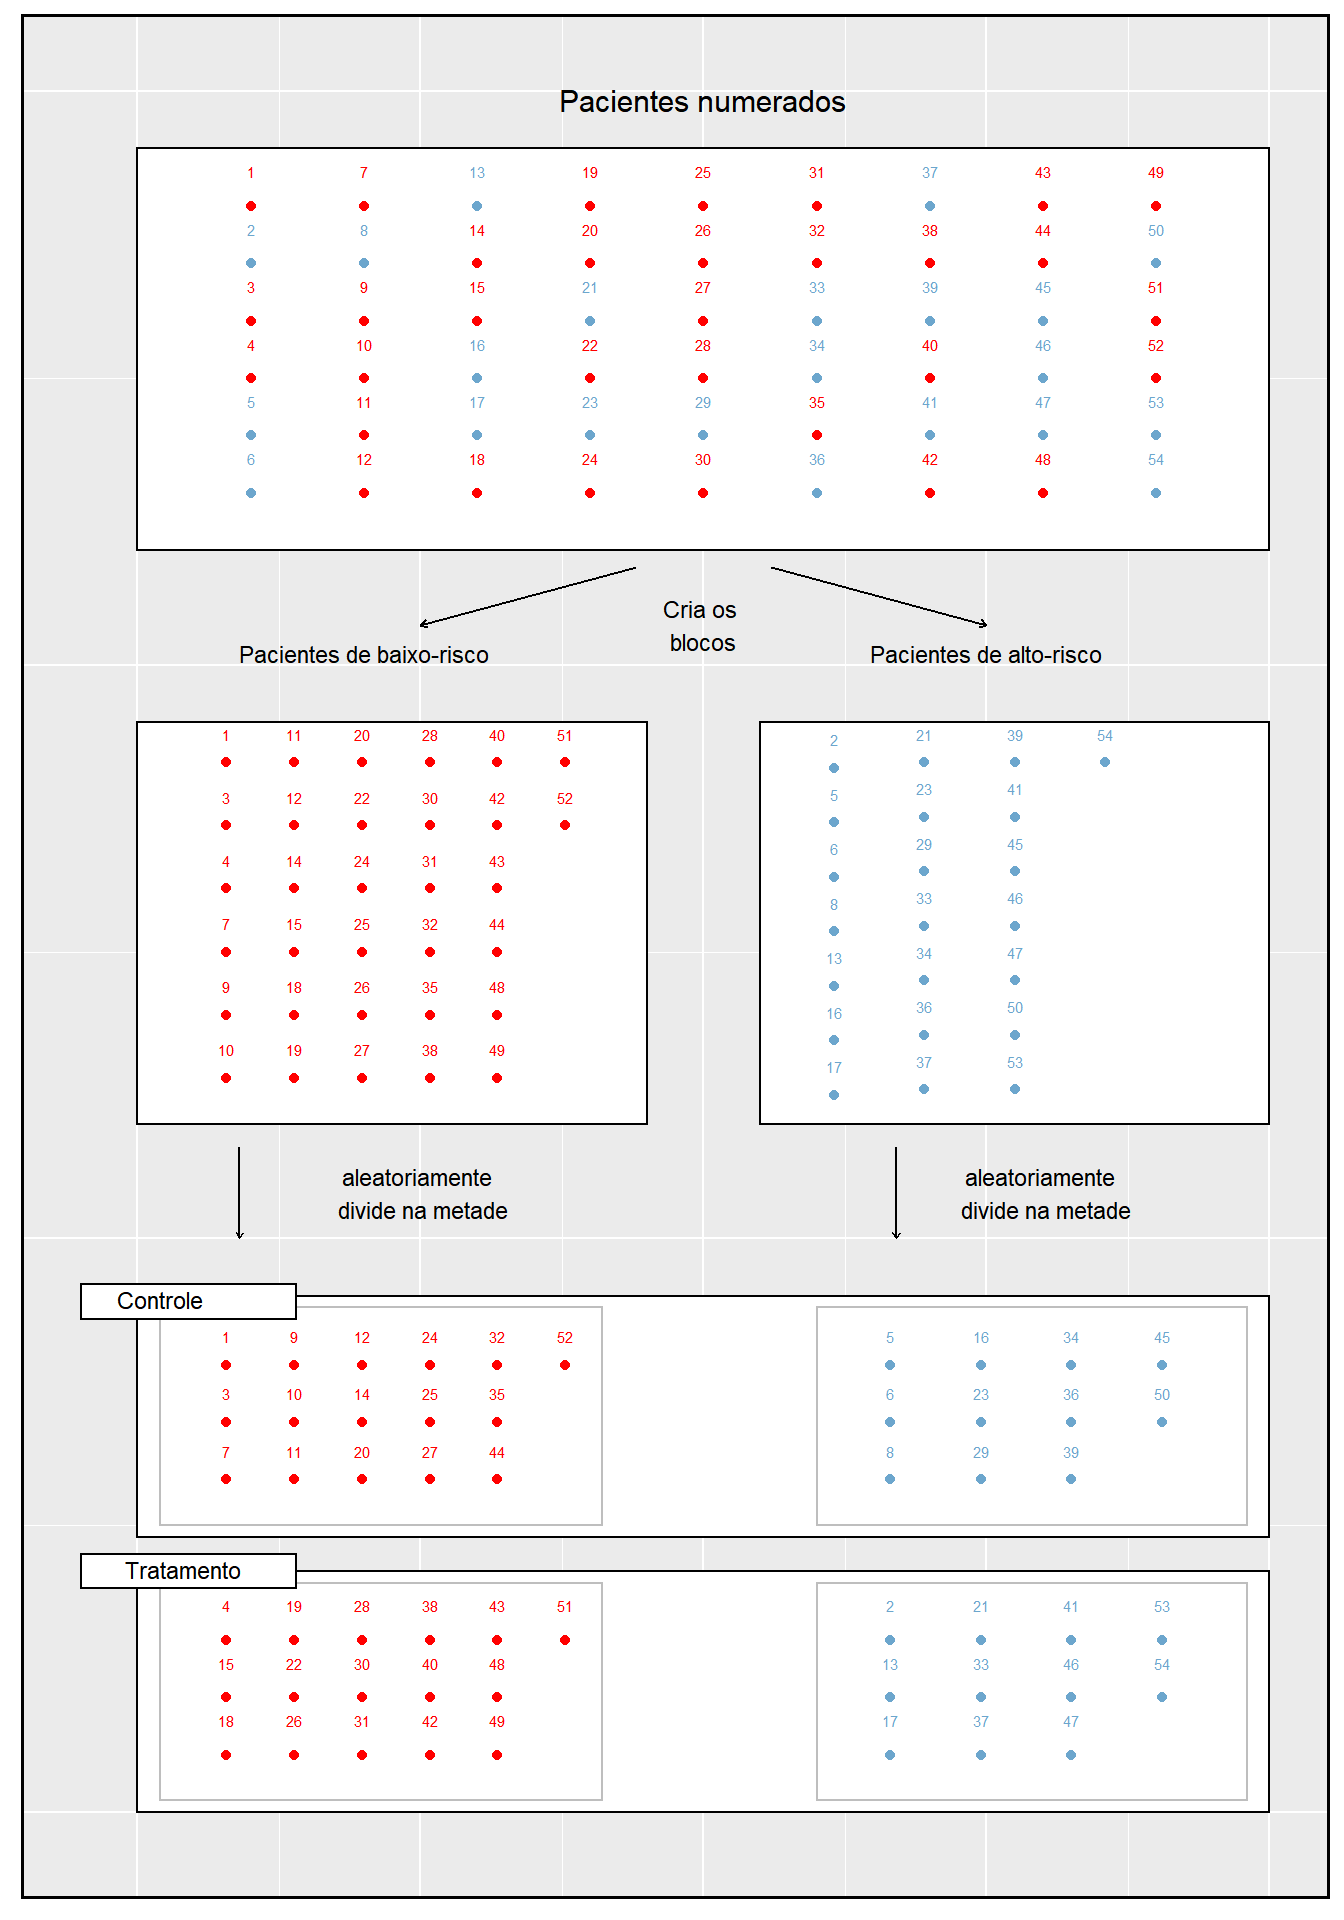 Pacientes numerados
1 7 13 19 25 31 37 43 49
2 8 14 20 26 32 38 44 50
3 9 15 21 27 33 39 45 51
4 10 16 22 28 34 40 46 52
5 11 17 23 29 35 41 47 53
6 12 18 24 30 36 42 48 54
Cria os
blocos
Pacientes de baixo-risco
1 11 20 28 40 51
3 12 22 30 42 52
4 14 24 31 43
7 15 25 32 44
9 18 26 35 48
10 19 27 38 49
Pacientes de alto-risco
2 21 39 54
5 23 41
6 29 45
8 33 46
13 34 47
16 36 50
17 37 53
aleatoriamente
divide na metade
aleatoriamente
divide na metade
Controle
1 9 12 24 32 52
3 10 14 25 35
7 11 20 27 44
5 16 34 45
6 23 36 50
8 29 39
Tratamento
4 19 28 38 43 51
15 22 30 40 48
18 26 31 42 49
2 21 41 53
13 33 46 54
17 37 47